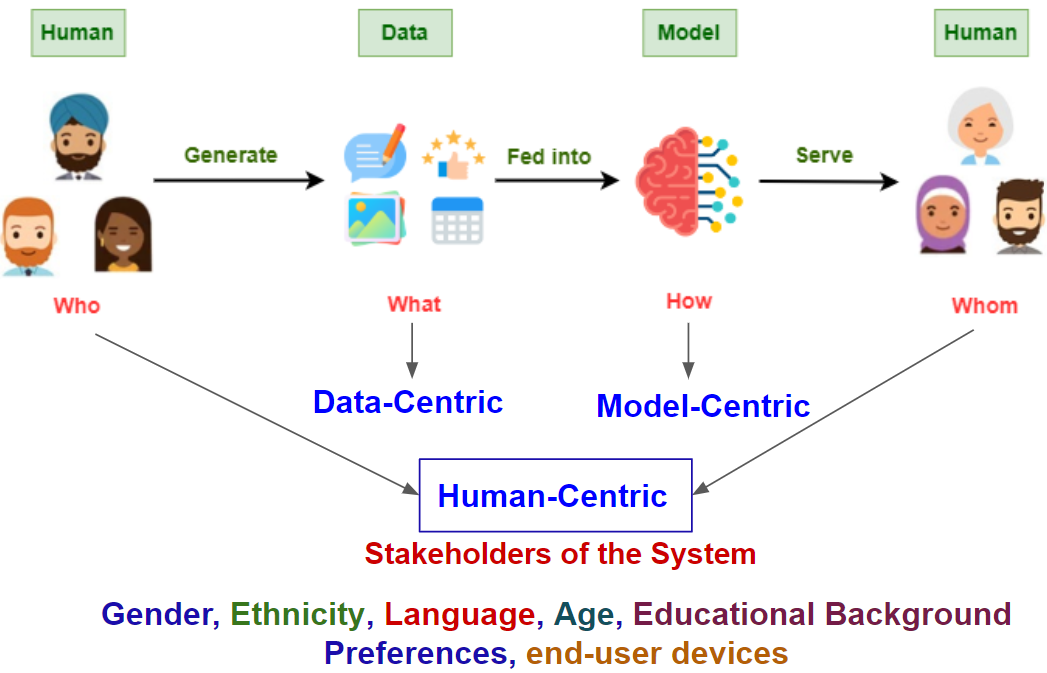 Human
Data
Model
Human
Generate
Fed into
Serve
Who
What
How
Whom
Data-Centric
Model-Centric
Human-Centric
Stakeholders of the System
Gender, Ethnicity, Language, Age, Educational Background
Preferences, end-user devices